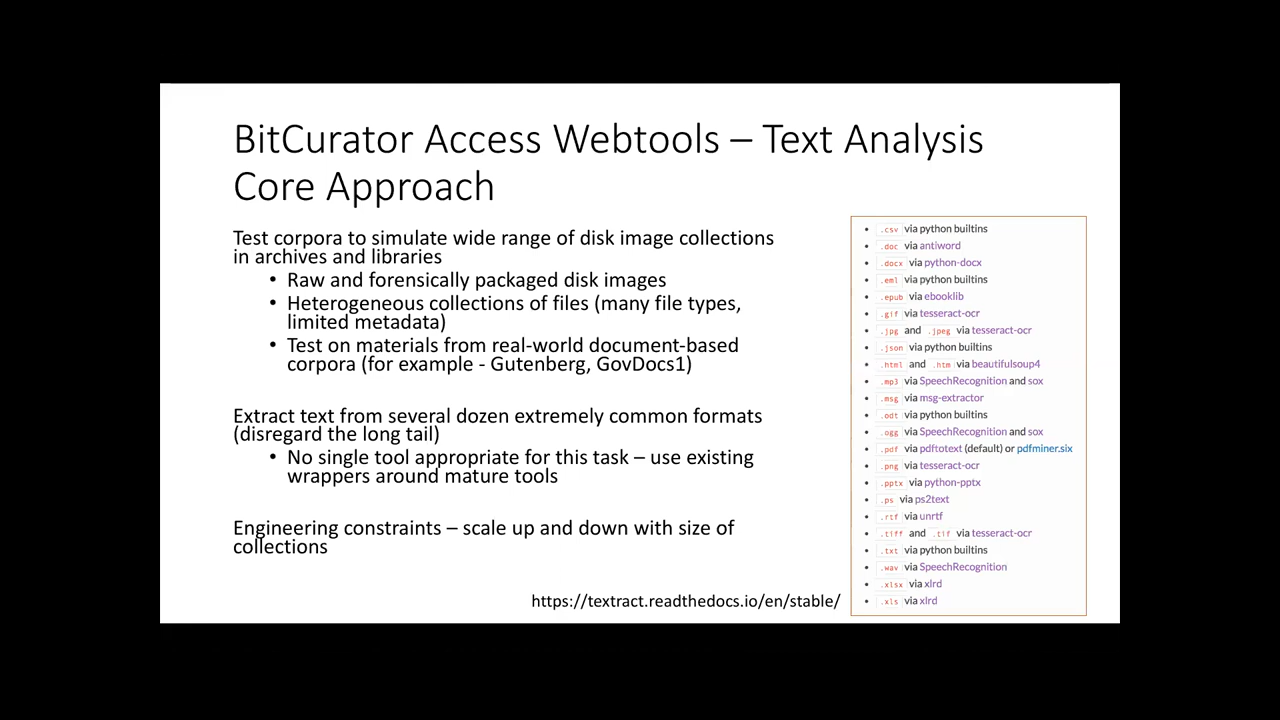 BitCurator Access Webtools – Text Analysis
Core Approach
Test corpora to simulate wide range of disk image collections
in archives and libraries
• Raw and forensically packaged disk images
• Heterogeneous collections of files (many file types,
limited metadata)
• Test on materials from real-world document-based
corpora (for example - Gutenberg, GovDocs1)
Extract text from several dozen extremely common formats
(disregard the long tail)
• No single tool appropriate for this task – use existing
wrappers around mature tools
Engineering constraints – scale up and down with size of
collections
https://textract.readthedocs.io/en/stable/
• .csv via python builtins
• .doc via antiword
• .docx via python-docx
• .eml via python builtins
• .epub via ebooklib
• .gif via tesseract-ocr
• .jpg and .jpeg via tesseract-ocr
• .json via python builtins
• .html and .htm via beautifulsoup4
• .mp3 via SpeechRecognition and sox
• .msg via msg-extractor
• .odt via python builtins
• .ogg via SpeechRecognition and sox
• .pdf via pdftotext (default) or pdfminer.six
• .png via tesseract-ocr
• .pptx via python-pptx
• .ps via ps2text
• .rtf via unrtf
• .tiff and .tif via tesseract-ocr
• .txt via python builtins
• .wav via SpeechRecognition
• .xlsx via xlrd
• .xls via xlrd